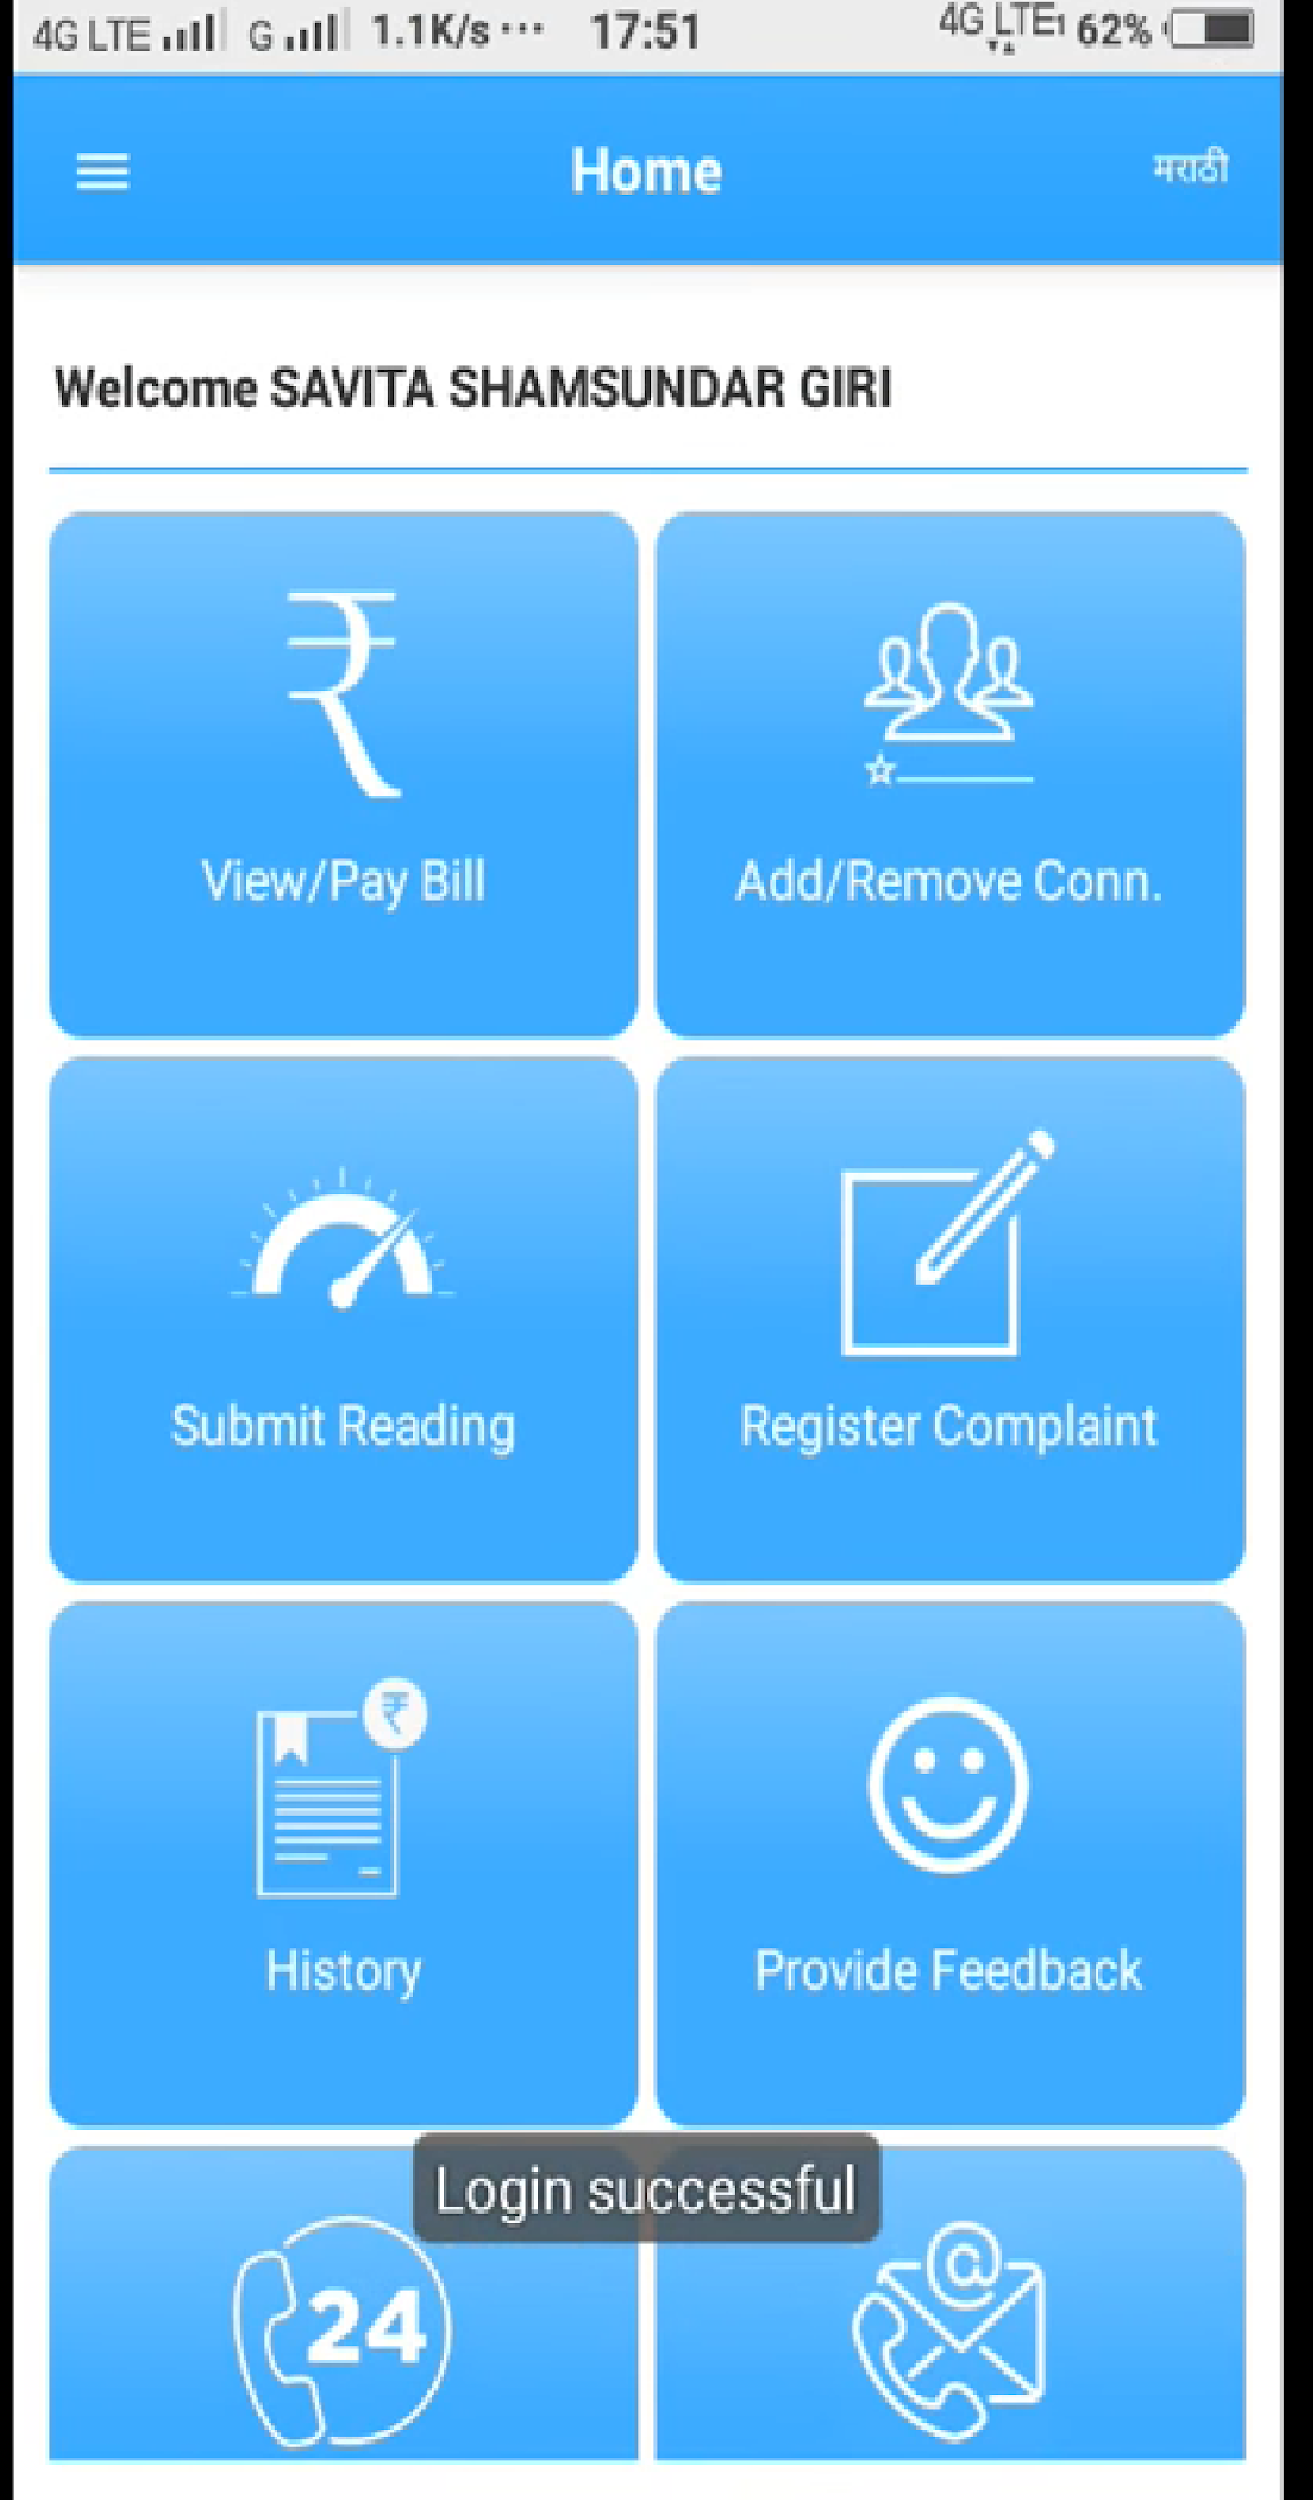 4G LTE G 1.1K/s ··· 17:51 4G LTE1 62%
Home मराठी
Welcome SAVITA SHAMSUNDAR GIRI
₹ 
View/Pay Bill Add/Remove Conn.
Submit Reading Register Complaint
₹
History Provide Feedback
Login successful
24 @